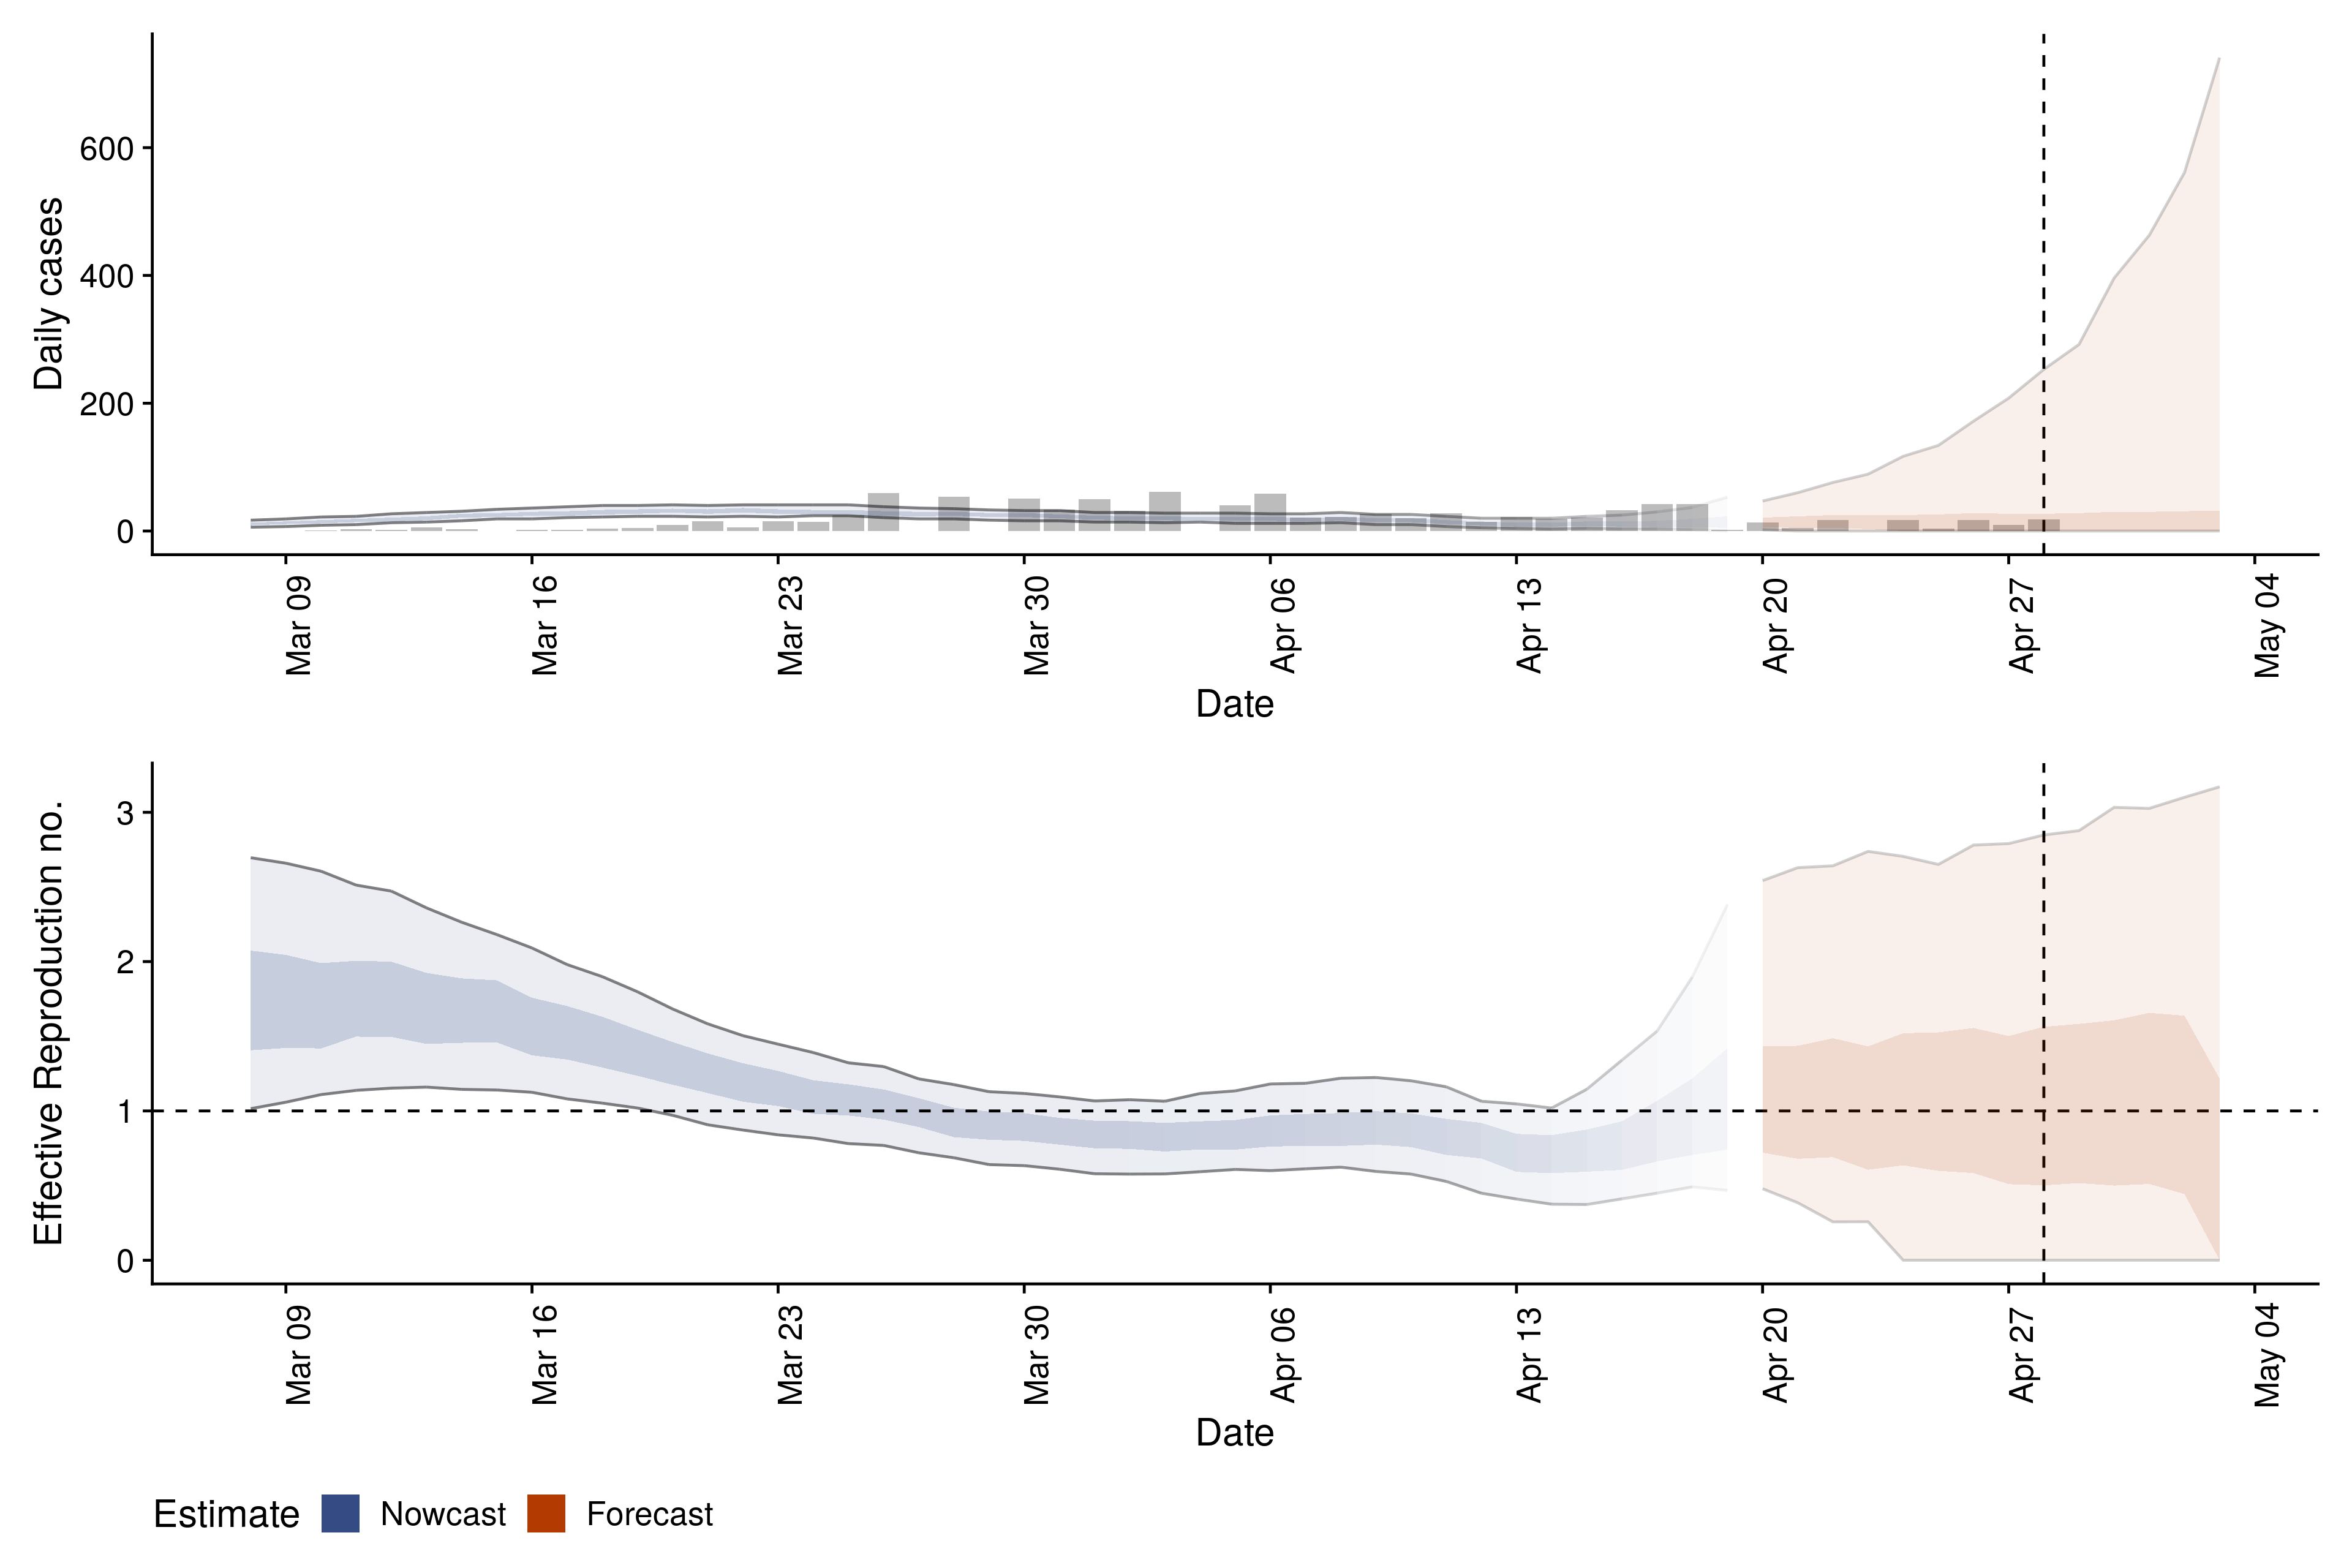 Daily cases
600
400
200
0
Mar 09
Mar 16
Mar 23
Mar 30
Apr 06
Apr 13
Apr 20
Apr 27
May 04
Date
Effective Reproduction no.
3
2
1
0
Mar 09
Mar 16
Mar 23
Mar 30
Apr 06
Apr 13
Apr 20
Apr 27
May 04
Date
Estimate Nowcast Forecast